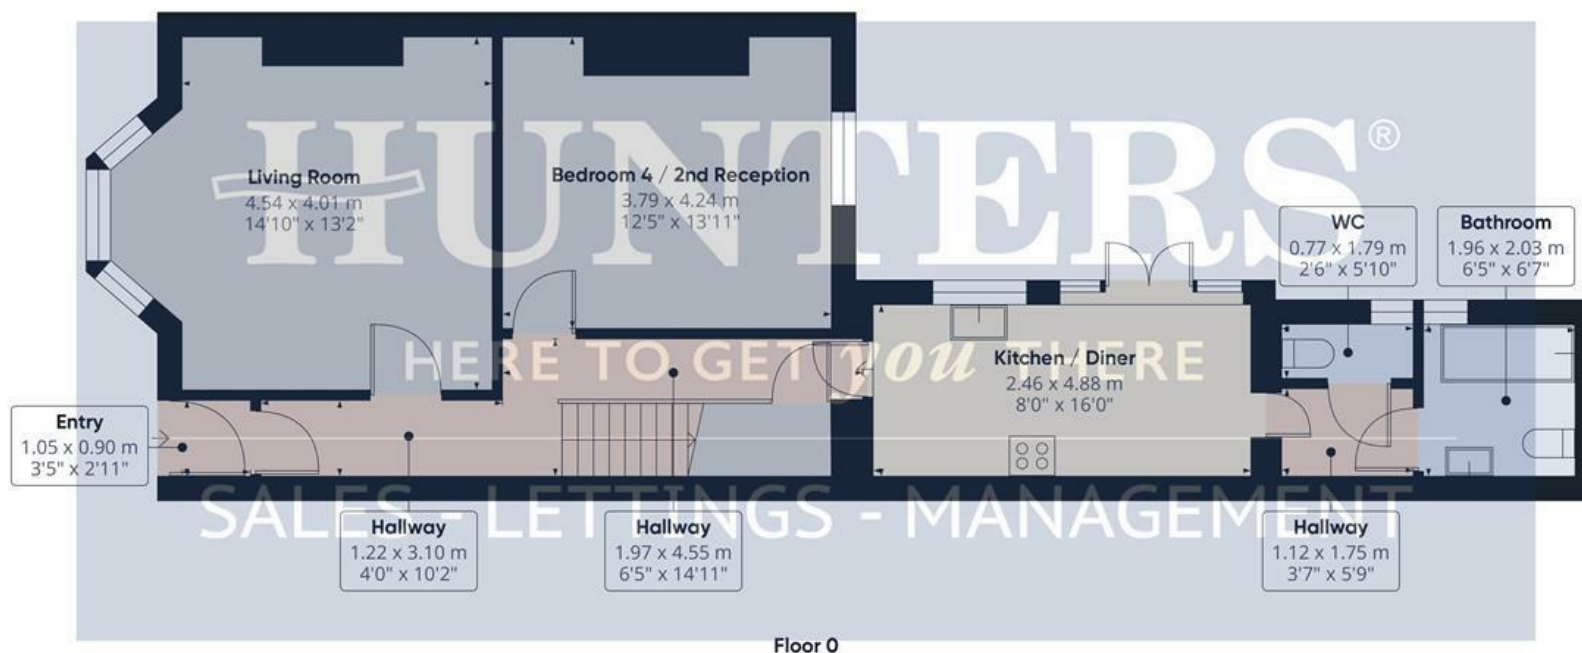 HUNTERS®
HERE TO GET you THERE
SALES - LETTINGS - MANAGEMENT
Living Room
4.54 x 4.01 m
14'10" x 13'2"
Bedroom 4 / 2nd Reception
3.79 x 4.24 m
12'5" x 13'11"
WC
0.77 x 1.79 m
2'6" x 5'10"
Bathroom
1.96 x 2.03 m
6'5" x 6'7"
Kitchen / Diner
2.46 x 4.88 m
8'0" x 16'0"
Entry
1.05 x 0.90 m
3'5" x 2'11"
Hallway
1.22 x 3.10 m
4'0" x 10'2"
Hallway
1.97 x 4.55 m
6'5" x 14'11"
Hallway
1.12 x 1.75 m
3'7" x 5'9"
Floor 0